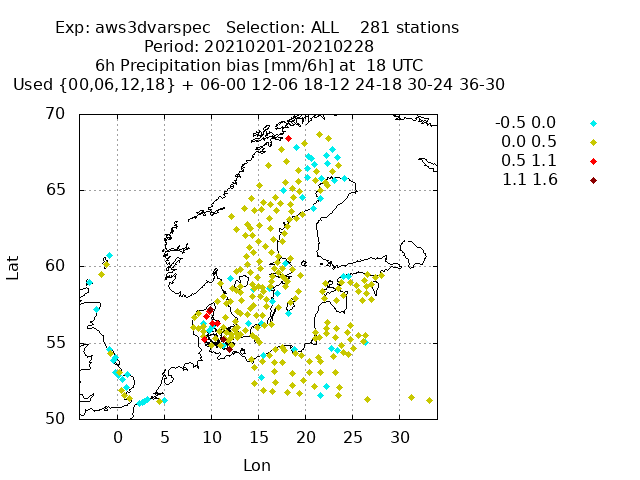 Exp: aws3dvarspec   Selection: ALL    281 stations
Period: 20210201-20210228
6h Precipitation bias [mm/6h] at  18 UTC
Used {00,06,12,18} + 06-00 12-06 18-12 24-18 30-24 36-30
-0.5 0.0
0.0 0.5
0.5 1.1
1.1 1.6
70
65
60
55
50
Lat
0 5 10 15 20 25 30
Lon